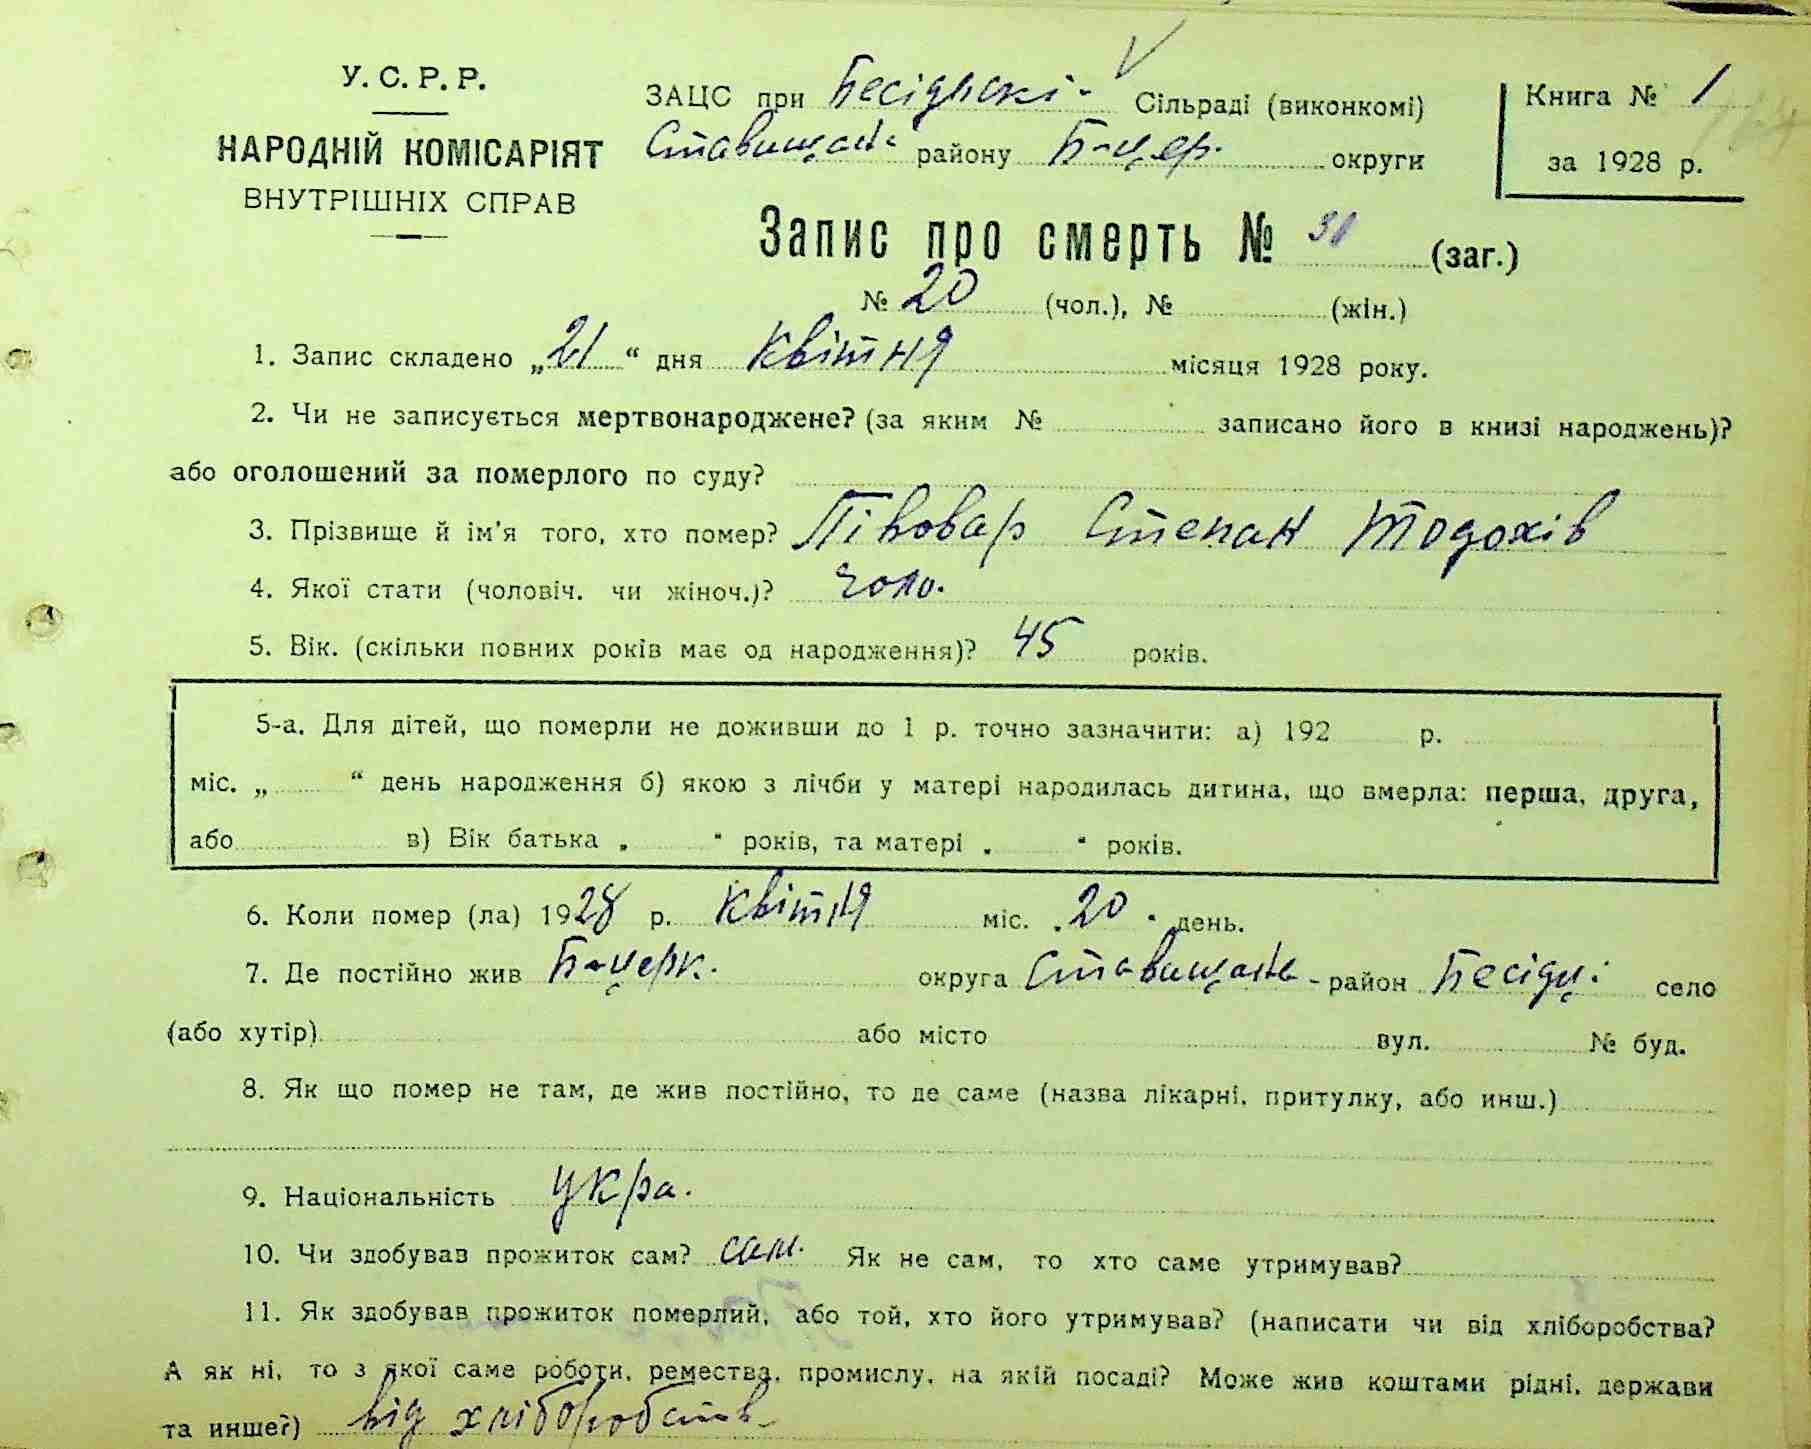 У. С. Р. Р.
НАРОДНІЙ КОМІСАРІЯТ
ВНУТРІШНІХ СПРАВ
ЗАЦС при Бесідьскі- Сільраді (виконкомі)
Ставищан- району Б-Цер. округи
Книга № 1
за 1928 р.
Запис про смерть № 31 (заг.)
№ 20 (чол.), № (жін.)
1. Запис складено „21“ дня квітня місяця 1928 року.
2. Чи не записується мертвонароджене? (за яким № записано його в книзі народжень)?
або оголошений за померлого по суду?
3. Прізвище й ім'я того, хто помер? Півовар Степан Тодохів
4. Якої стати (чоловіч. чи жіноч.)? чоло.
5. Вік. (скільки повних років має од народження)? 45 років.
5-а. Для дітей, що померли не доживши до 1 р. точно зазначити: а) 192 р.
міс. „ “ день народження б) якою з лічби у матері народилась дитина, що вмерла: перша, друга,
або в) Вік батька „ “ років, та матері „ “ років.
6. Коли помер (ла) 1928 р. квітня міс. „20“ день.
7. Де постійно жив Б-Церк. округа Ставищан- район Бесідц. село
(або хутір) або місто вул. № буд.
8. Як що помер не там, де жив постійно, то де саме (назва лікарні, притулку, або инш.)
9. Національність укра.
10. Чи здобував прожиток сам? сам. Як не сам, то хто саме утримував?
11. Як здобував прожиток померлий, або той, хто його утримував? (написати чи від хліборобства?
А як ні, то з якої саме роботи, ремества, промислу, на якій посаді? Може жив коштами рідні, держави
та инше?) від хліборобств-